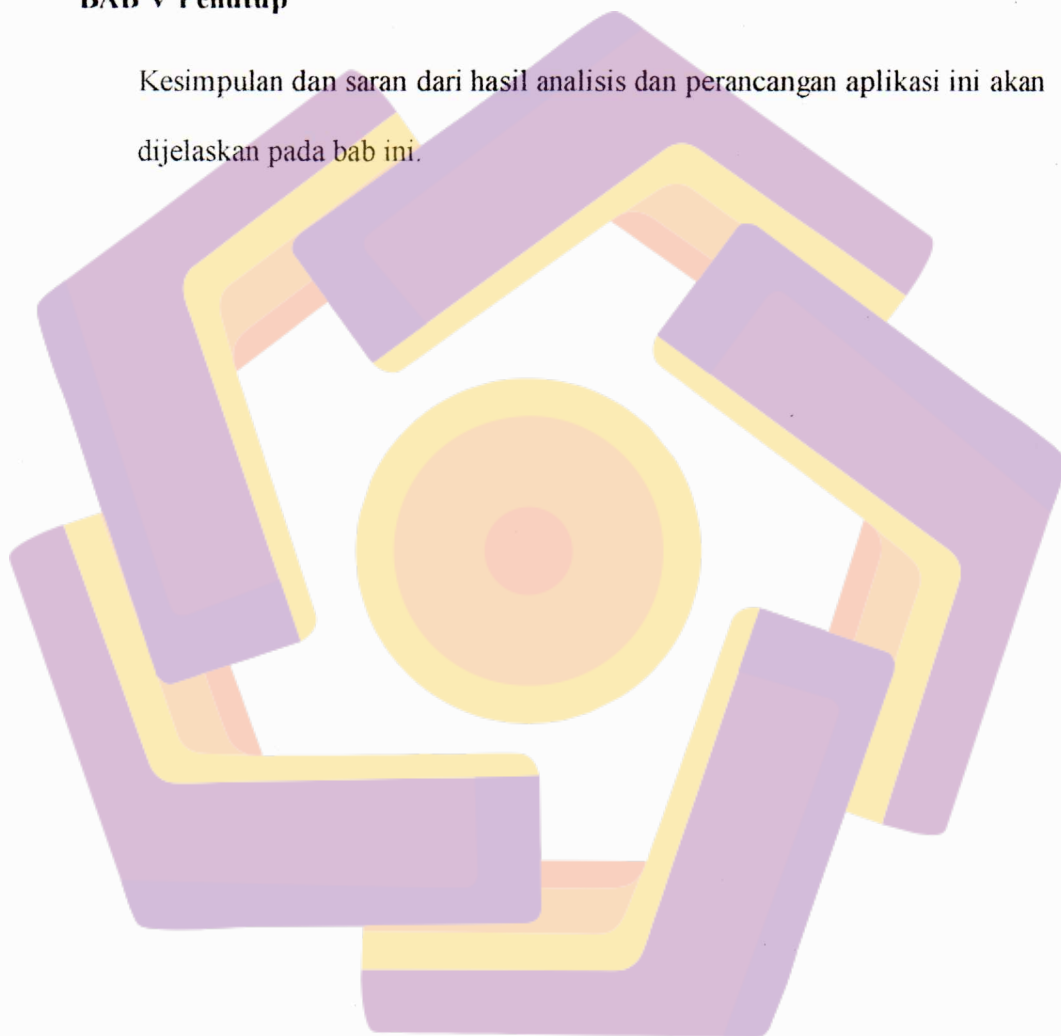 BAB V Penutup
Kesimpulan dan saran dari hasil analisis dan perancangan aplikasi ini akan
dijelaskan pada bab ini.